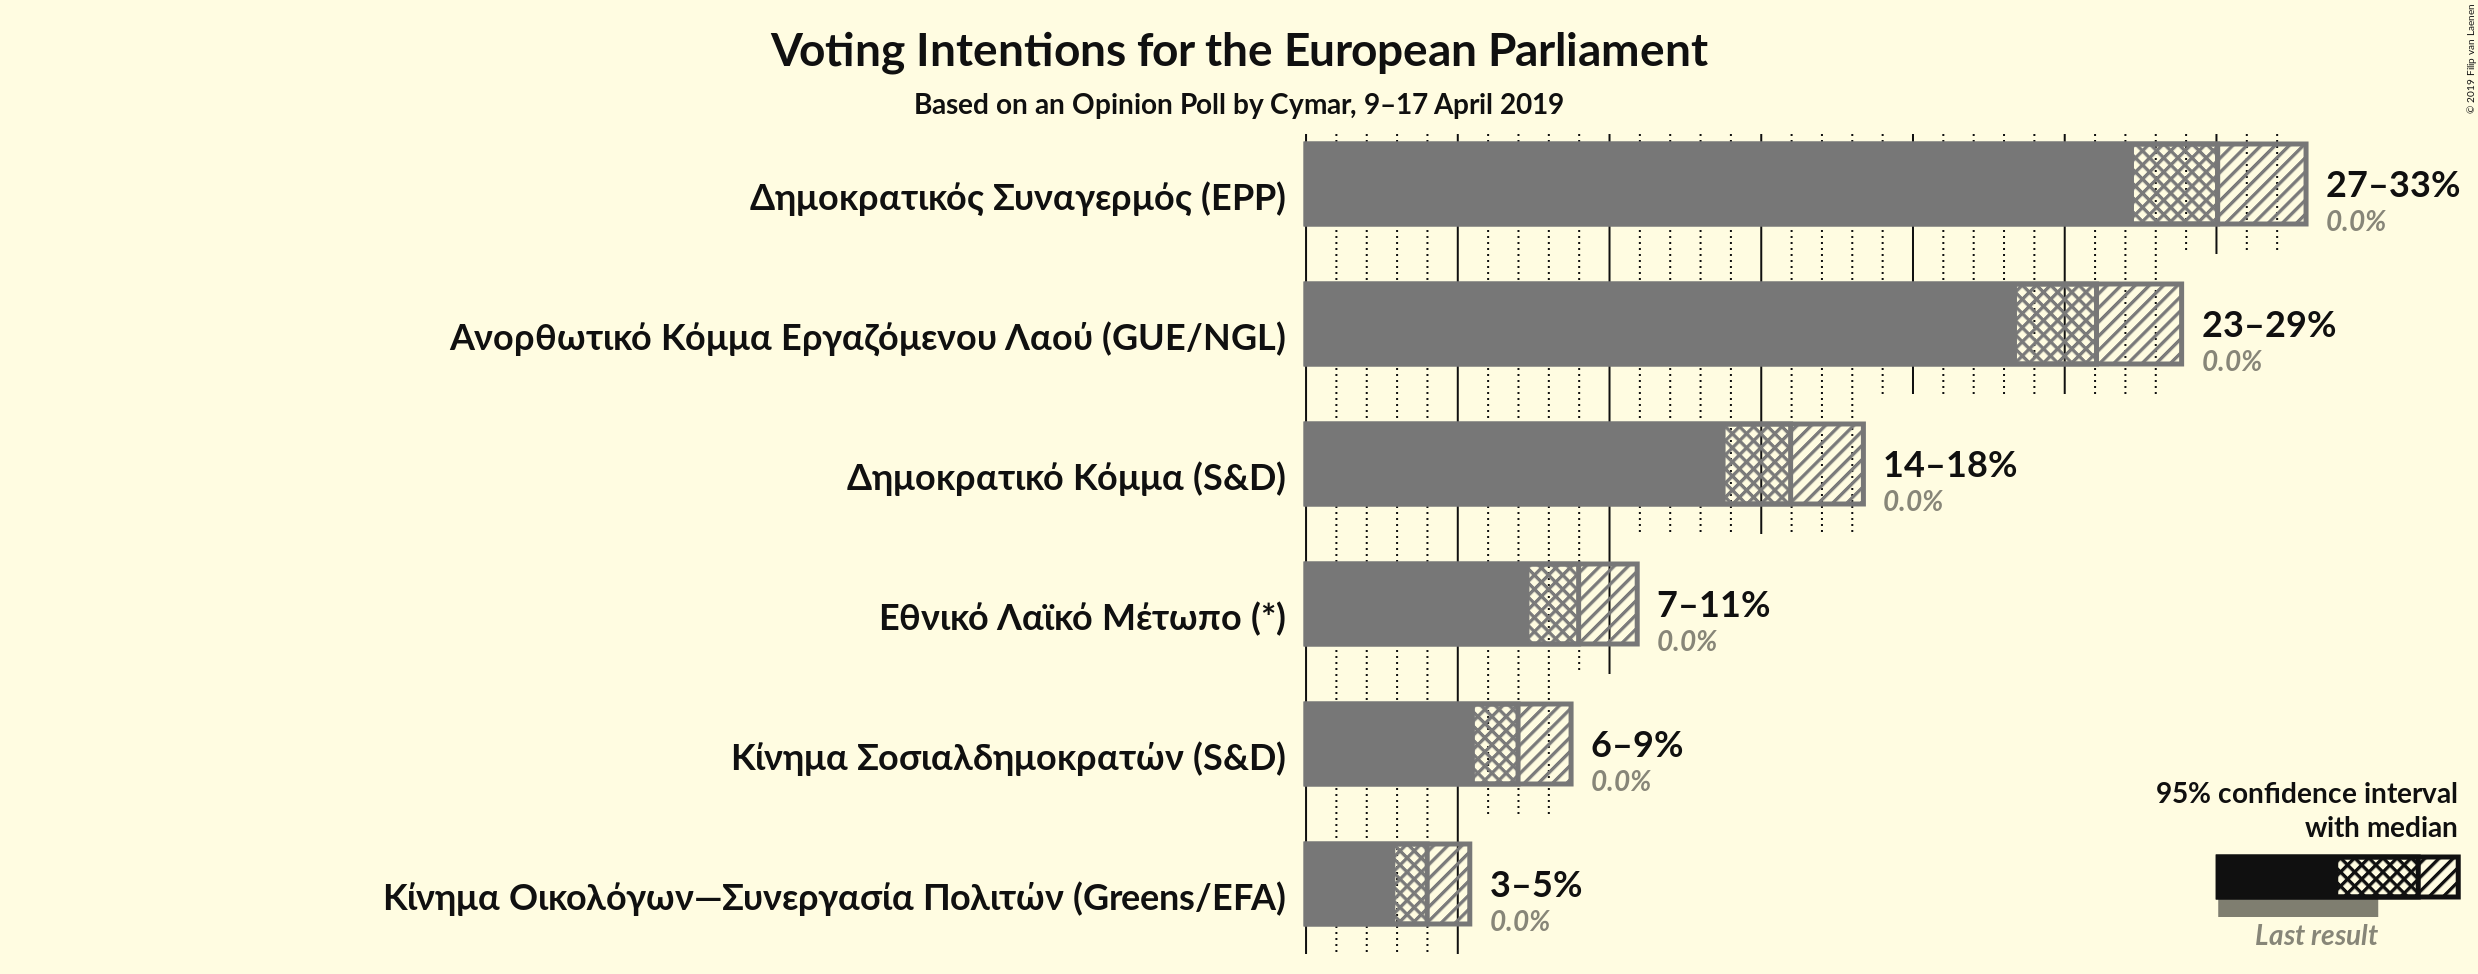 Voting Intentions for the European Parliament
Based on an Opinion Poll by Cymar, 9–17 April 2019
© 2019 Filip van Laenen
Δημοκρατικός Συναγερμός (EPP)
27–33%
0.0%
Ανορθωτικό Κόμμα Εργαζόμενου Λαού (GUE/NGL)
23–29%
0.0%
Δημοκρατικό Κόμμα (S&D)
14–18%
0.0%
Εθνικό Λαϊκό Μέτωπο (*)
7–11%
0.0%
Κίνημα Σοσιαλδημοκρατών (S&D)
6–9%
0.0%
Κίνημα Οικολόγων—Συνεργασία Πολιτών (Greens/EFA)
3–5%
0.0%
95% confidence interval
with median
Last result